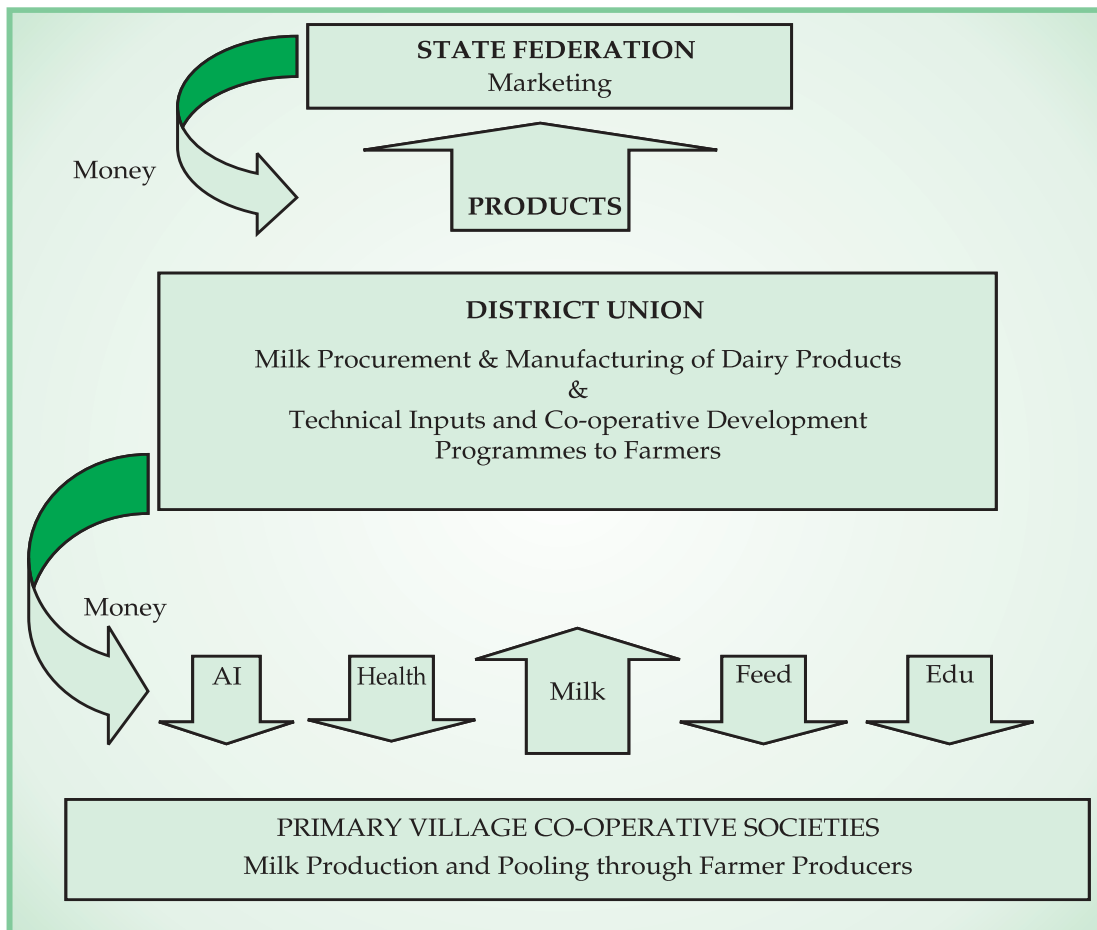 STATE FEDERATION
Marketing
Money
PRODUCTS
DISTRICT UNION
Milk Procurement & Manufacturing of Dairy Products
&
Technical Inputs and Co-operative Development
Programmes to Farmers
Money
AI
Health
Milk
Feed
Edu
PRIMARY VILLAGE CO-OPERATIVE SOCIETIES
Milk Production and Pooling through Farmer Producers